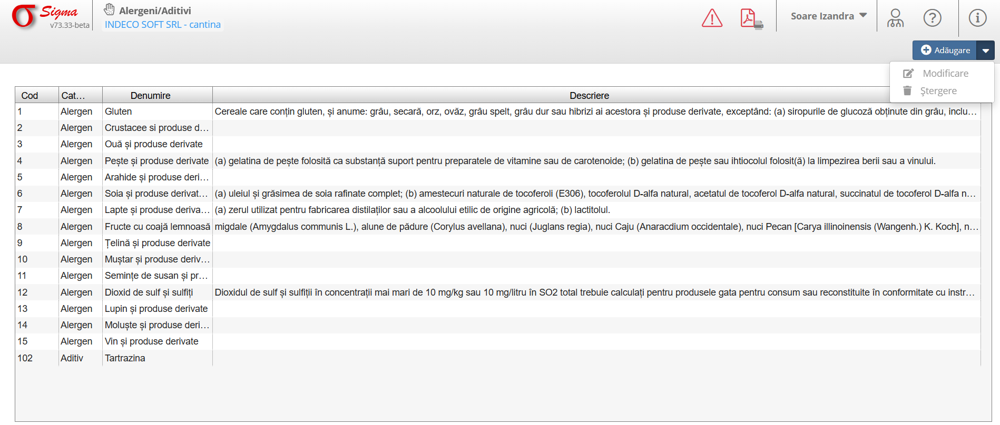 σ Sigma
v73.33-beta
Alergeni/Aditivi
INDECO SOFT SRL - cantina
Soare Izandra
Adăugare
Modificare
Ștergere
Cod Cat… Denumire Descriere
1 Alergen Gluten Cereale care conțin gluten, și anume: grâu, secară, orz, ovăz, grâu spelt, grâu dur sau hibrizi ai acestora și produse derivate, exceptând: (a) siropurile de glucoză obținute din grâu, inclu…
2 Alergen Crustacee si produse d…
3 Alergen Ouă și produse derivate
4 Alergen Pește și produse derivate (a) gelatina de pește folosită ca substanță suport pentru preparatele de vitamine sau de carotenoide; (b) gelatina de pește sau ihtiocolul folosit(ă) la limpezirea berii sau a vinului.
5 Alergen Arahide și produse deri…
6 Alergen Soia și produse derivat… (a) uleiul și grăsimea de soia rafinate complet; (b) amestecuri naturale de tocoferoli (E306), tocoferolul D-alfa natural, acetatul de tocoferol D-alfa natural, succinatul de tocoferol D-alfa n…
7 Alergen Lapte și produse deriva… (a) zerul utilizat pentru fabricarea distilaților sau a alcoolului etilic de origine agricolă; (b) lactitolul.
8 Alergen Fructe cu coajă lemnoasă migdale (Amygdalus communis L.), alune de pădure (Corylus avellana), nuci (Juglans regia), nuci Caju (Anaracdium occidentale), nuci Pecan [Carya illinoinensis (Wangenh.) K. Koch], n…
9 Alergen Țelină și produse derivate
10 Alergen Muștar și produse deriv…
11 Alergen Semințe de susan și pr…
12 Alergen Dioxid de sulf și sulfiți Dioxidul de sulf și sulfiții în concentrații mai mari de 10 mg/kg sau 10 mg/litru în SO2 total trebuie calculați pentru produsele gata pentru consum sau reconstituite în conformitate cu instr…
13 Alergen Lupin și produse derivate
14 Alergen Moluște și produse deri…
15 Alergen Vin și produse derivate
102 Aditiv Tartrazina